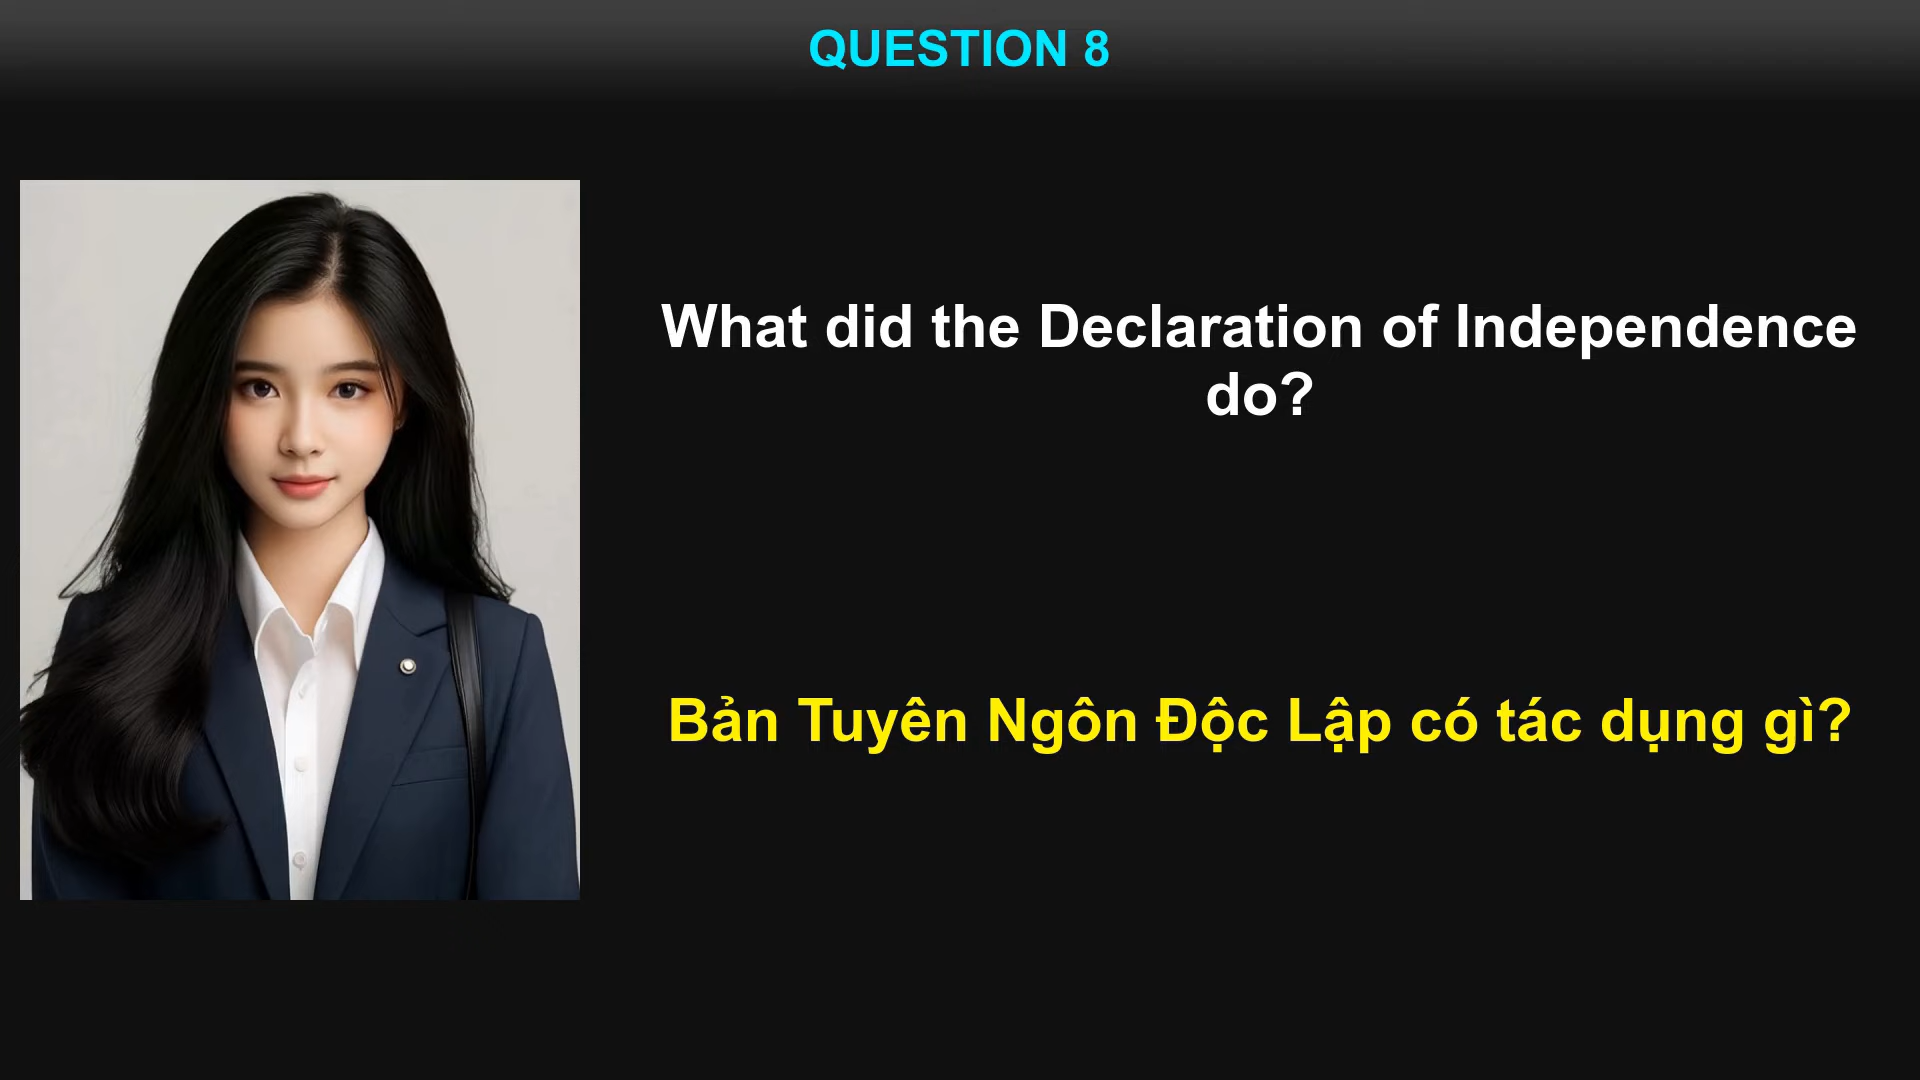 QUESTION 8
What did the Declaration of Independence
do?
Bản Tuyên Ngôn Độc Lập có tác dụng gì?